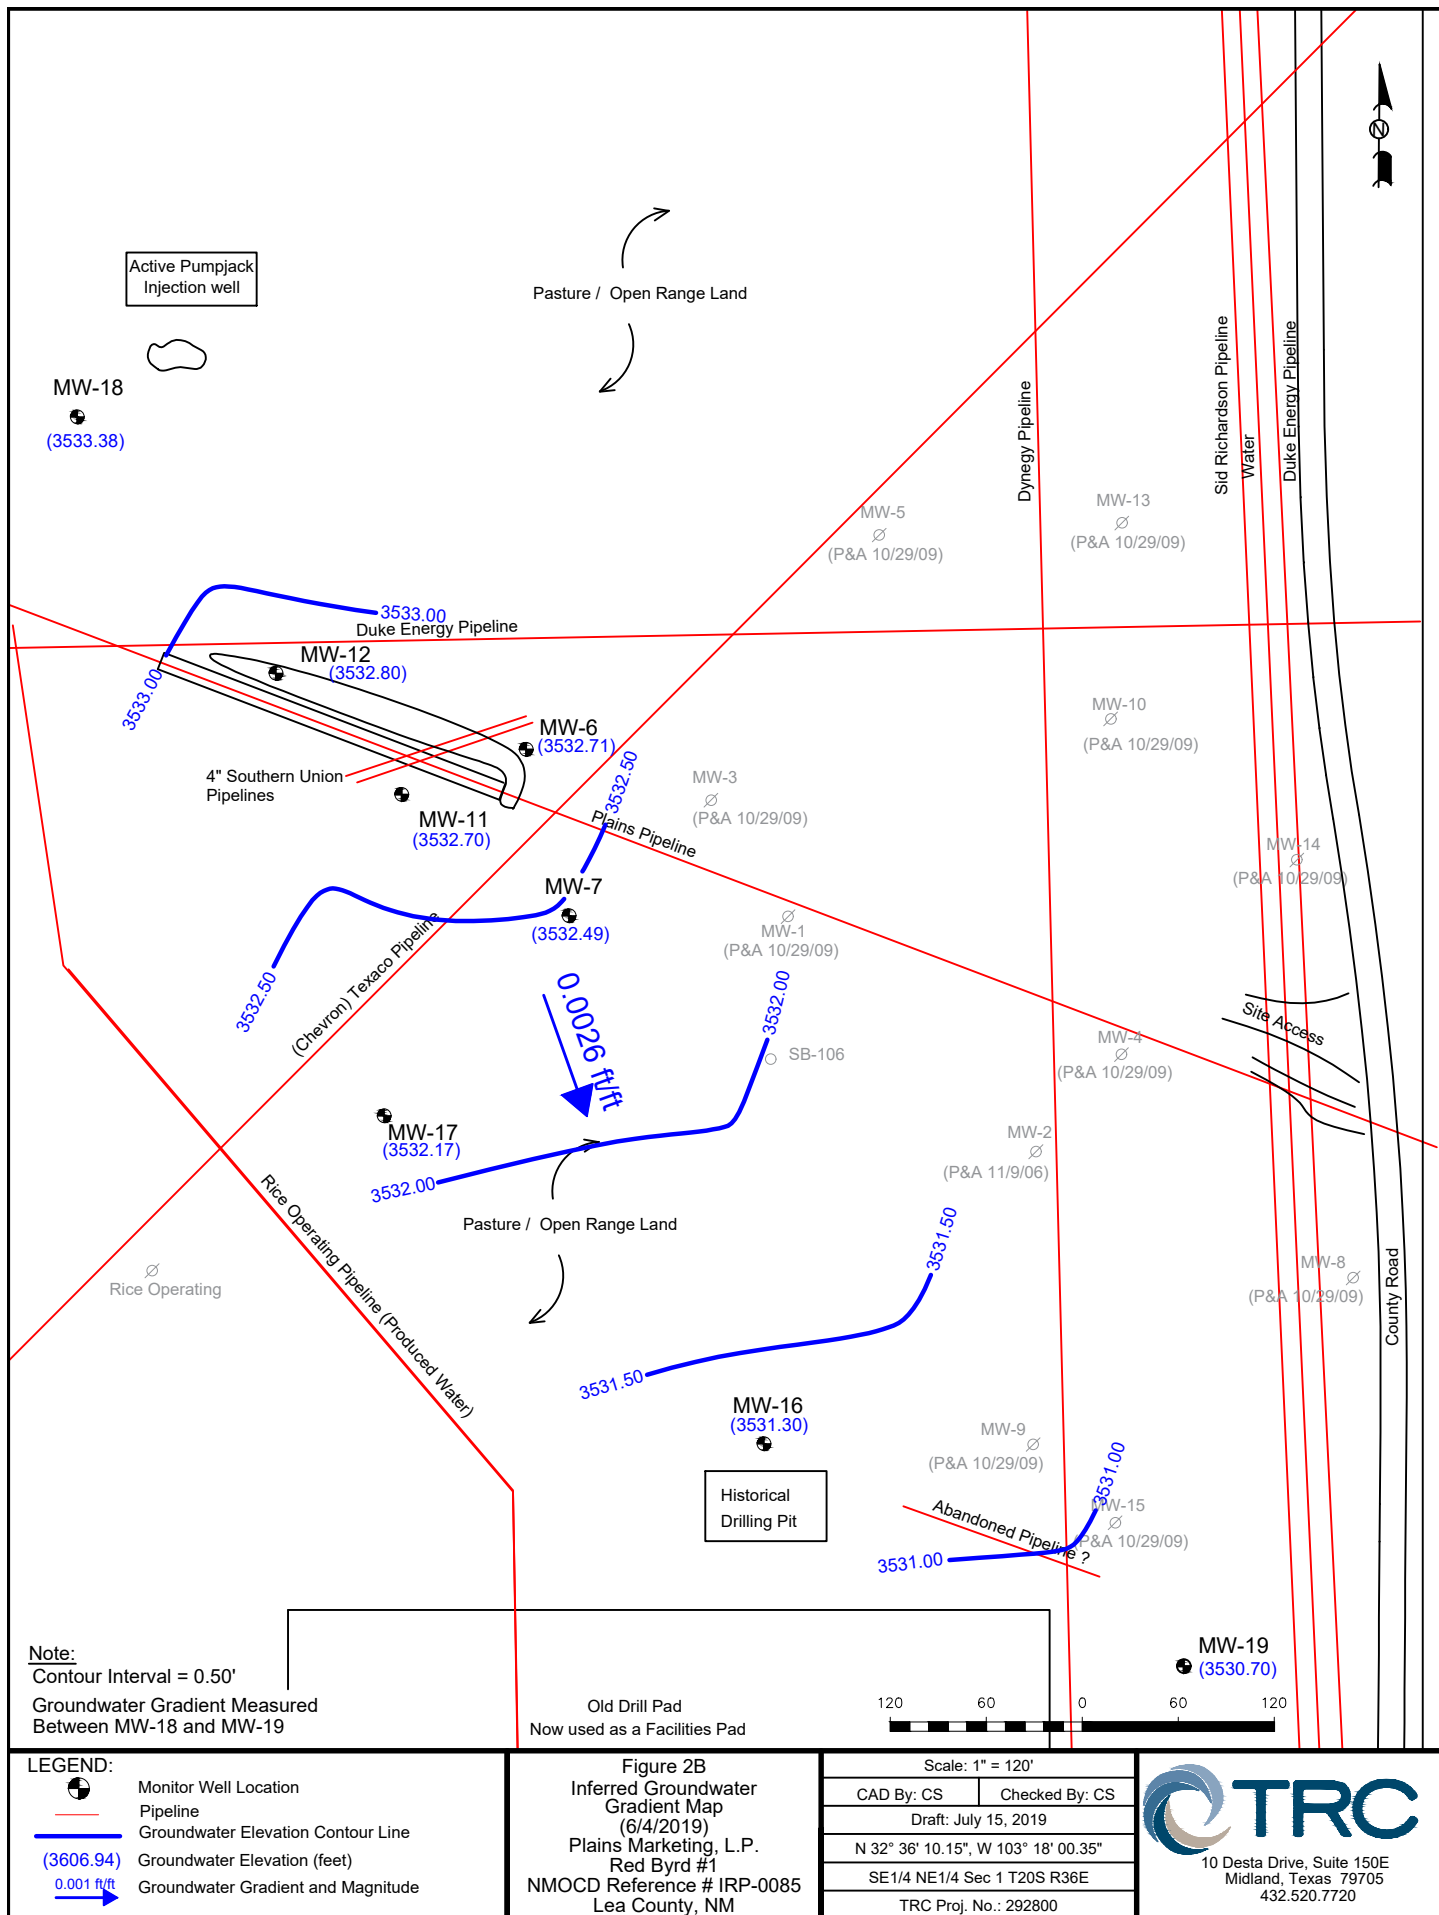 N
Active Pumpjack
Injection well
Pasture / Open Range Land
MW-18
(3533.38)
Dynegy Pipeline
Sid Richardson Pipeline
Water
Duke Energy Pipeline
MW-5
(P&A 10/29/09)
MW-13
(P&A 10/29/09)
3533.00
Duke Energy Pipeline
MW-12
(3532.80)
3533.00
MW-6
(3532.71)
4" Southern Union
Pipelines
MW-11
(3532.70)
3532.50
Plains Pipeline
MW-3
(P&A 10/29/09)
MW-10
(P&A 10/29/09)
MW-14
(P&A 10/29/09)
MW-7
(3532.49)
MW-1
(P&A 10/29/09)
3532.50
(Chevron) Texaco Pipeline
0.0026 ft/ft
3532.00
SB-106
MW-4
(P&A 10/29/09)
Site Access
MW-17
(3532.17)
3532.00
MW-2
(P&A 11/9/06)
Rice Operating Pipeline (Produced Water)
Pasture / Open Range Land
3531.50
MW-8
(P&A 10/29/09)
County Road
Rice Operating
3531.50
MW-16
(3531.30)
Historical
Drilling Pit
MW-9
(P&A 10/29/09)
3531.00
MW-15
(P&A 10/29/09)
Abandoned Pipeline ?
3531.00
MW-19
(3530.70)
Note:
Contour Interval = 0.50'
Groundwater Gradient Measured
Between MW-18 and MW-19
Old Drill Pad
Now used as a Facilities Pad
120 60 0 60 120
LEGEND:
Monitor Well Location
Pipeline
Groundwater Elevation Contour Line
(3606.94) Groundwater Elevation (feet)
0.001 ft/ft Groundwater Gradient and Magnitude
Figure 2B
Inferred Groundwater
Gradient Map
(6/4/2019)
Plains Marketing, L.P.
Red Byrd #1
NMOCD Reference # IRP-0085
Lea County, NM
Scale: 1" = 120'
CAD By: CS Checked By: CS
Draft: July 15, 2019
N 32° 36' 10.15", W 103° 18' 00.35"
SE1/4 NE1/4 Sec 1 T20S R36E
TRC Proj. No.: 292800
TRC
10 Desta Drive, Suite 150E
Midland, Texas 79705
432.520.7720